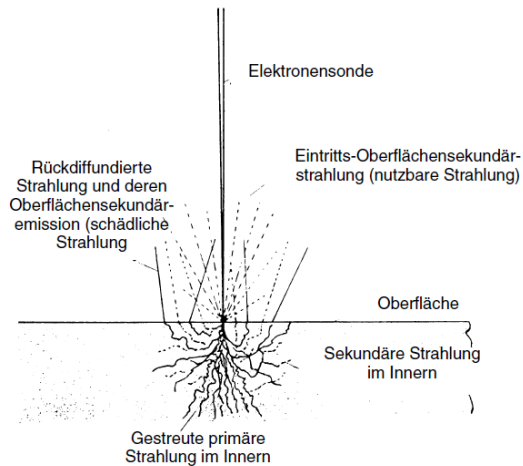 Elektronensonde
Rückdiffundierte
Strahlung und deren
Oberflächensekundär-
emission (schädliche
Strahlung
Eintritts-Oberflächensekundär-
strahlung (nutzbare Strahlung)
Oberfläche
Sekundäre Strahlung
im Innern
Gestreute primäre
Strahlung im Innern